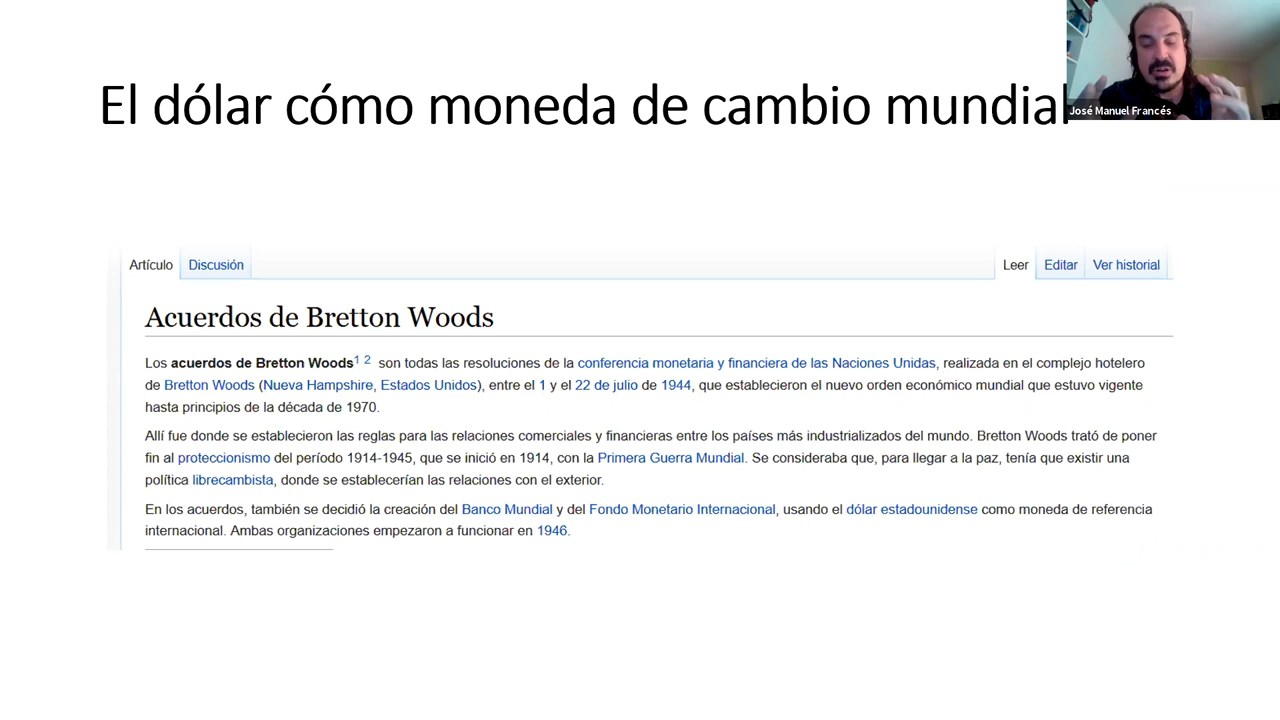 El dólar cómo moneda de cambio mundial
José Manuel Francés
Artículo Discusión Leer Editar Ver historial
Acuerdos de Bretton Woods
Los acuerdos de Bretton Woods1 2 son todas las resoluciones de la conferencia monetaria y financiera de las Naciones Unidas, realizada en el complejo hotelero
de Bretton Woods (Nueva Hampshire, Estados Unidos), entre el 1 y el 22 de julio de 1944, que establecieron el nuevo orden económico mundial que estuvo vigente
hasta principios de la década de 1970.
Allí fue donde se establecieron las reglas para las relaciones comerciales y financieras entre los países más industrializados del mundo. Bretton Woods trató de poner
fin al proteccionismo del período 1914-1945, que se inició en 1914, con la Primera Guerra Mundial. Se consideraba que, para llegar a la paz, tenía que existir una
política librecambista, donde se establecerían las relaciones con el exterior.
En los acuerdos, también se decidió la creación del Banco Mundial y del Fondo Monetario Internacional, usando el dólar estadounidense como moneda de referencia
internacional. Ambas organizaciones empezaron a funcionar en 1946.